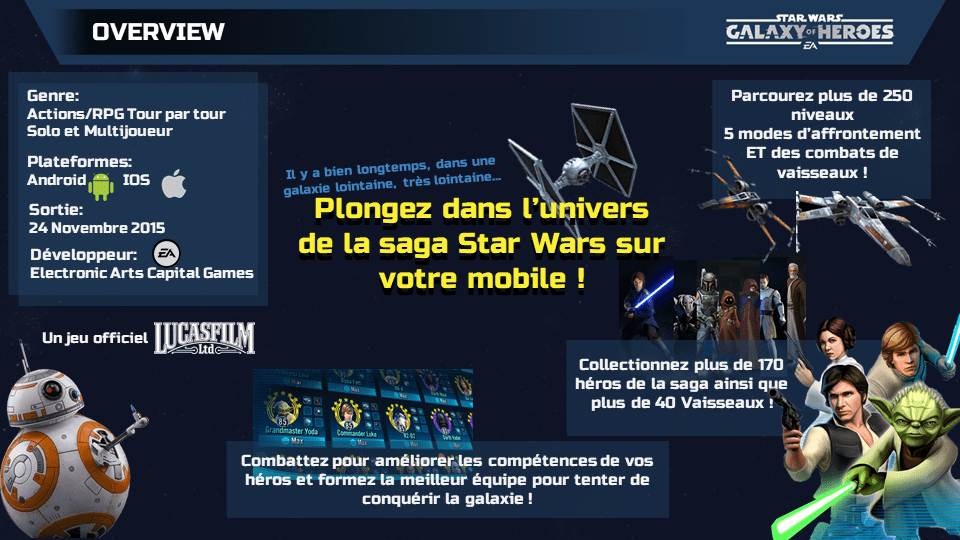 OVERVIEW
STAR WARS
GALAXY OF HEROES
EA
Genre:
Actions/RPG Tour par tour
Solo et Multijoueur
Plateformes:
Android IOS
Sortie:
24 Novembre 2015
Développeur: EA
Electronic Arts Capital Games
Un jeu officiel LUCASFILM
Ltd
Il y a bien longtemps, dans une
galaxie lointaine, très lointaine...
Plongez dans l'univers
de la saga Star Wars sur
votre mobile !
Parcourez plus de 250
niveaux
5 modes d'affrontement
ET des combats de
vaisseaux !
Collectionnez plus de 170
héros de la saga ainsi que
plus de 40 Vaisseaux !
85
Grandmaster Yoda
Max
85
Commander Luke
Max
R2-D2
Max
Darth Vader
Max
Combattez pour améliorer les compétences de vos
héros et formez la meilleur équipe pour tenter de
conquérir la galaxie !